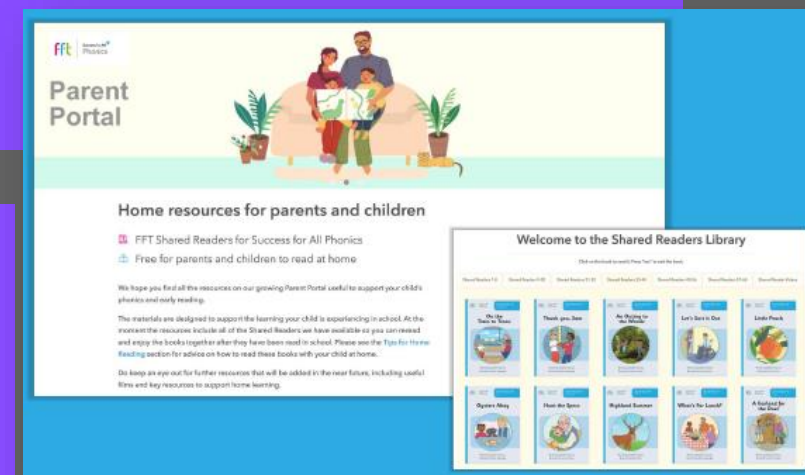 fft Success for All Phonics
Parent
Portal
Home resources for parents and children
FFT Shared Readers for Success for All Phonics
Free for parents and children to read at home
We hope you find all the resources on our growing Parent Portal useful to support your child's
phonics and early reading.
The materials are designed to support the learning your child is experiencing in school. At the
moment the resources include all of the Shared Readers we have available so you can reread
and enjoy the books together after they have been read in school. Please see the Tips for Home
Reading section for advice on how to read these books with your child at home.
Do keep an eye out for further resources that will be added in the near future, including useful
films and key resources to support home learning.
Welcome to the Shared Readers Library
On the
Train to Texas
Thank you, Sam
An Outing to
the Woods
Let's Sort it Out
Little Peach
Oysters Ahoy
Hunt the Spoon
Highland Summer
What's for Lunch?